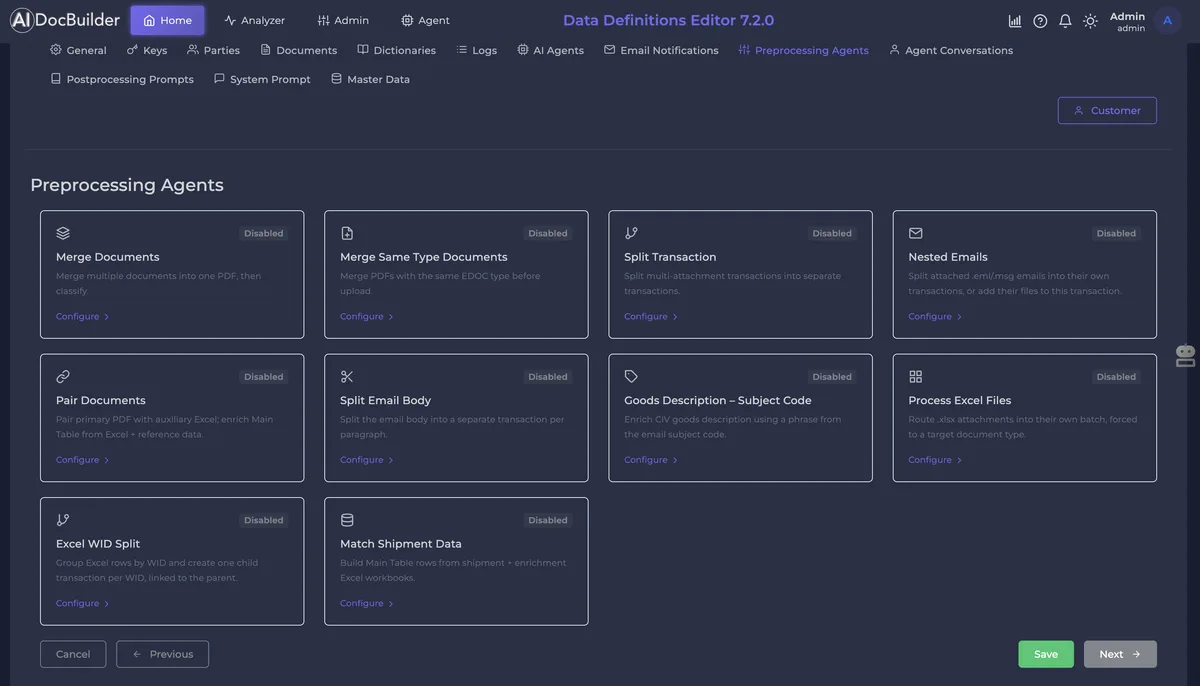 AI DocBuilder
Home
Analyzer
Admin
Agent
Data Definitions Editor 7.2.0
Admin
admin
A
General
Keys
Parties
Documents
Dictionaries
Logs
AI Agents
Email Notifications
Preprocessing Agents
Agent Conversations
Postprocessing Prompts
System Prompt
Master Data
Customer
Preprocessing Agents
Disabled
Merge Documents
Merge multiple documents into one PDF, then
classify.
Configure
Disabled
Merge Same Type Documents
Merge PDFs with the same EDOC type before
upload.
Configure
Disabled
Split Transaction
Split multi-attachment transactions into separate
transactions.
Configure
Disabled
Nested Emails
Split attached .eml/.msg emails into their own
transactions, or add their files to this transaction.
Configure
Disabled
Pair Documents
Pair primary PDF with auxiliary Excel; enrich Main
Table from Excel + reference data.
Configure
Disabled
Split Email Body
Split the email body into a separate transaction per
paragraph.
Configure
Disabled
Goods Description – Subject Code
Enrich CIV goods description using a phrase from
the email subject code.
Configure
Disabled
Process Excel Files
Route .xlsx attachments into their own batch, forced
to a target document type.
Configure
Disabled
Excel WID Split
Group Excel rows by WID and create one child
transaction per WID, linked to the parent.
Configure
Disabled
Match Shipment Data
Build Main Table rows from shipment + enrichment
Excel workbooks.
Configure
Cancel
Previous
Save
Next